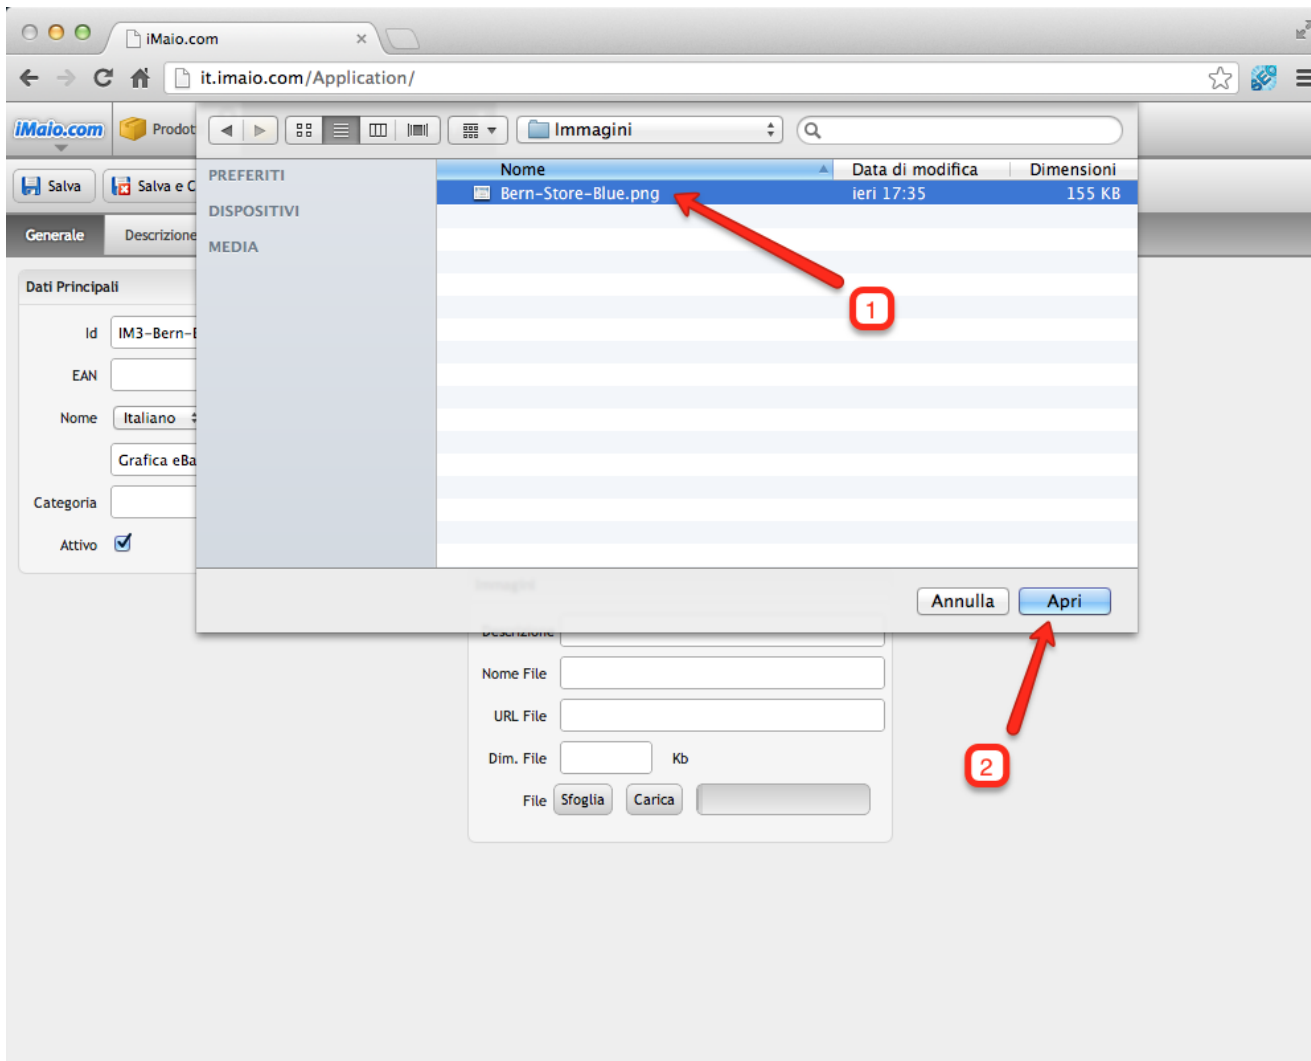 iMaio.com
it.imaio.com/Application/
iMaio.com
Prodot
Immagini
Salva
Salva e C
PREFERITI
DISPOSITIVI
MEDIA
Nome
Data di modifica
Dimensioni
Bern-Store-Blue.png
ieri 17:35
155 KB
Generale
Descrizione
1
Dati Principali
Id
IM3-Bern-B
EAN
Nome
Italiano
Grafica eBa
Categoria
Attivo
Annulla
Apri
Immagini
Descrizione
Nome File
URL File
Dim. File
Kb
2
File
Sfoglia
Carica